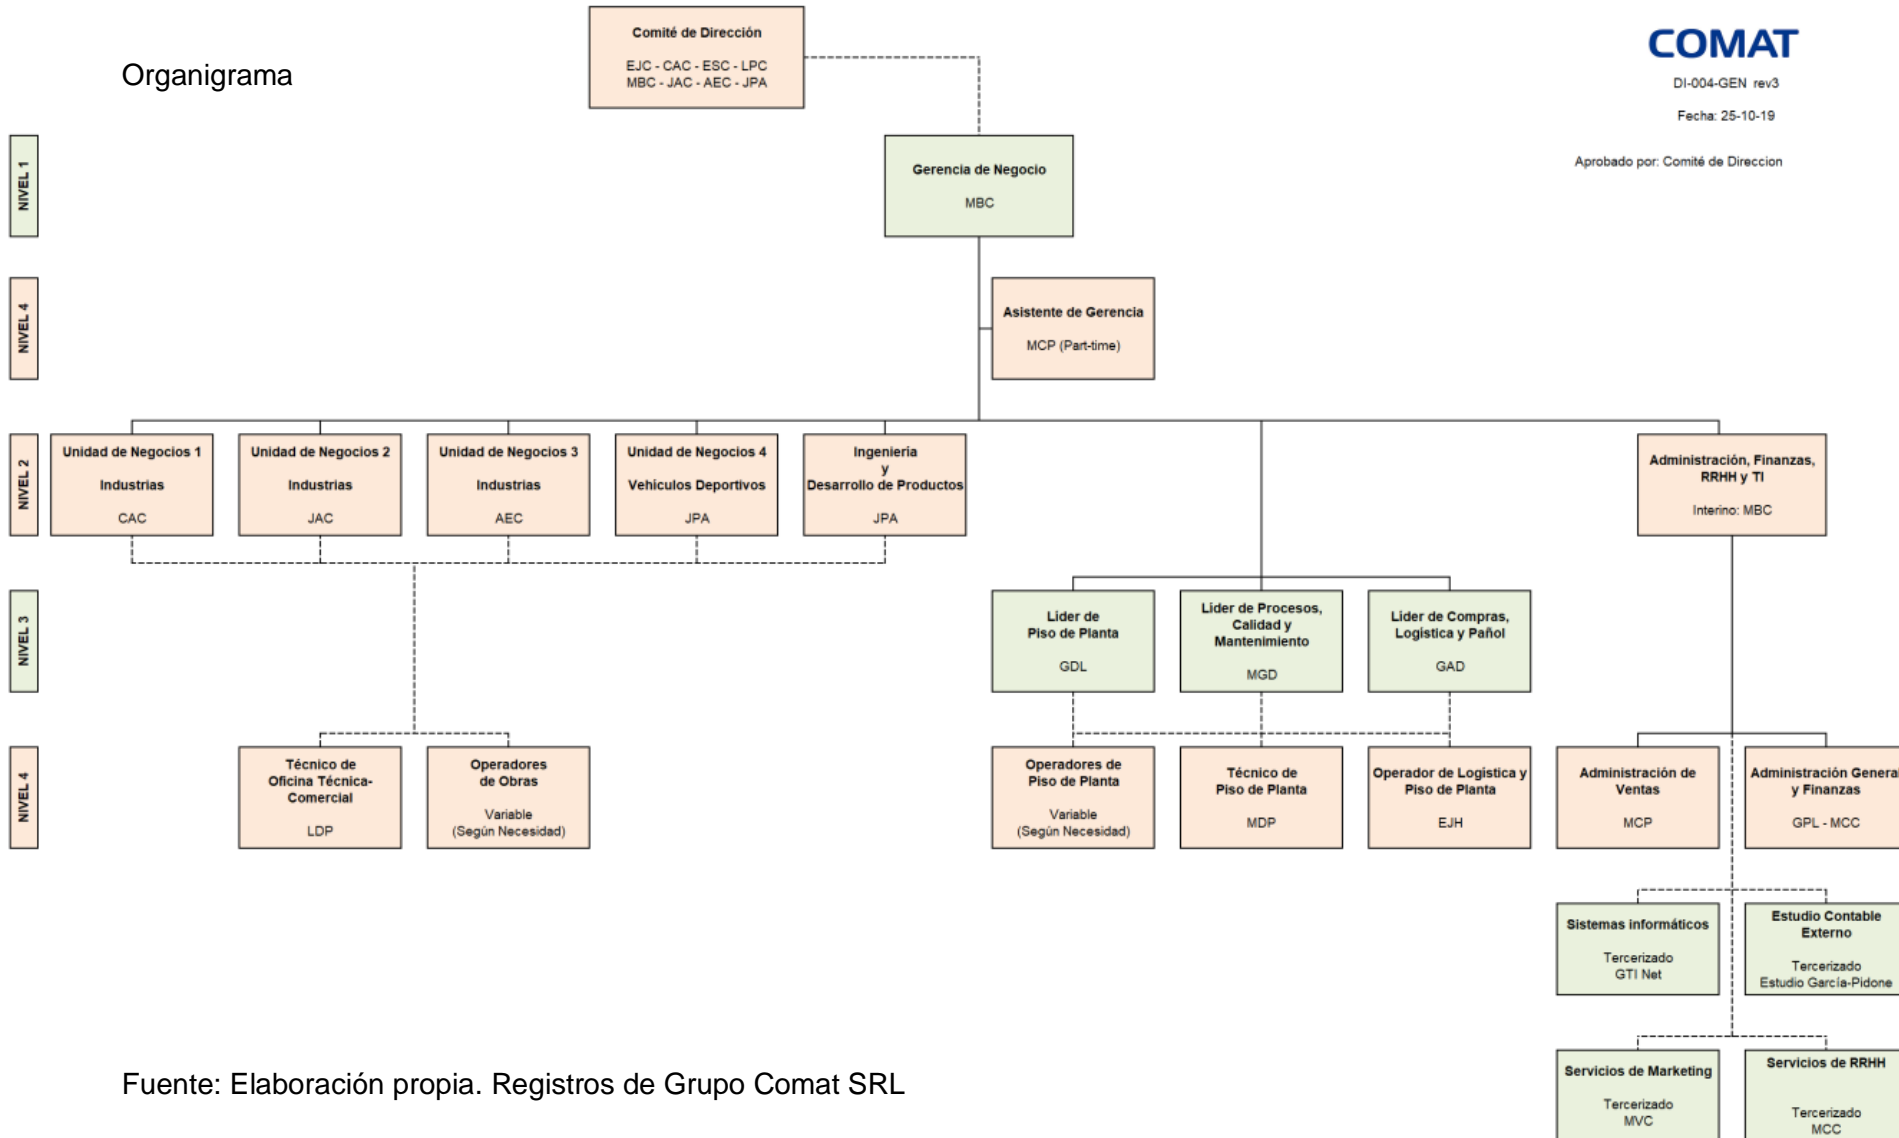 Organigrama
Comité de Dirección
EJC - CAC - ESC - LPC
MBC - JAC - AEC - JPA
COMAT
DI-004-GEN rev3
Fecha: 25-10-19
Aprobado por: Comité de Direccion
NIVEL 1
Gerencia de Negocio
MBC
NIVEL 4
Asistente de Gerencia
MCP (Part-time)
NIVEL 2
Unidad de Negocios 1
Industrias
CAC
Unidad de Negocios 2
Industrias
JAC
Unidad de Negocios 3
Industrias
AEC
Unidad de Negocios 4
Vehículos Deportivos
JPA
Ingeniería
y
Desarrollo de Productos
JPA
Administración, Finanzas,
RRHH y TI
Interino: MBC
NIVEL 3
Lider de
Piso de Planta
GDL
Lider de Procesos,
Calidad y
Mantenimiento
MGD
Lider de Compras,
Logística y Pañol
GAD
NIVEL 4
Técnico de
Oficina Técnica-
Comercial
LDP
Operadores
de Obras
Variable
(Según Necesidad)
Operadores de
Piso de Planta
Variable
(Según Necesidad)
Técnico de
Piso de Planta
MDP
Operador de Logística y
Piso de Planta
EJH
Administración de
Ventas
MCP
Administración General
y Finanzas
GPL - MCC
Sistemas informáticos
Tercerizado
GTI Net
Estudio Contable
Externo
Tercerizado
Estudio García-Pidone
Servicios de Marketing
Tercerizado
MVC
Servicios de RRHH
Tercerizado
MCC
Fuente: Elaboración propia. Registros de Grupo Comat SRL